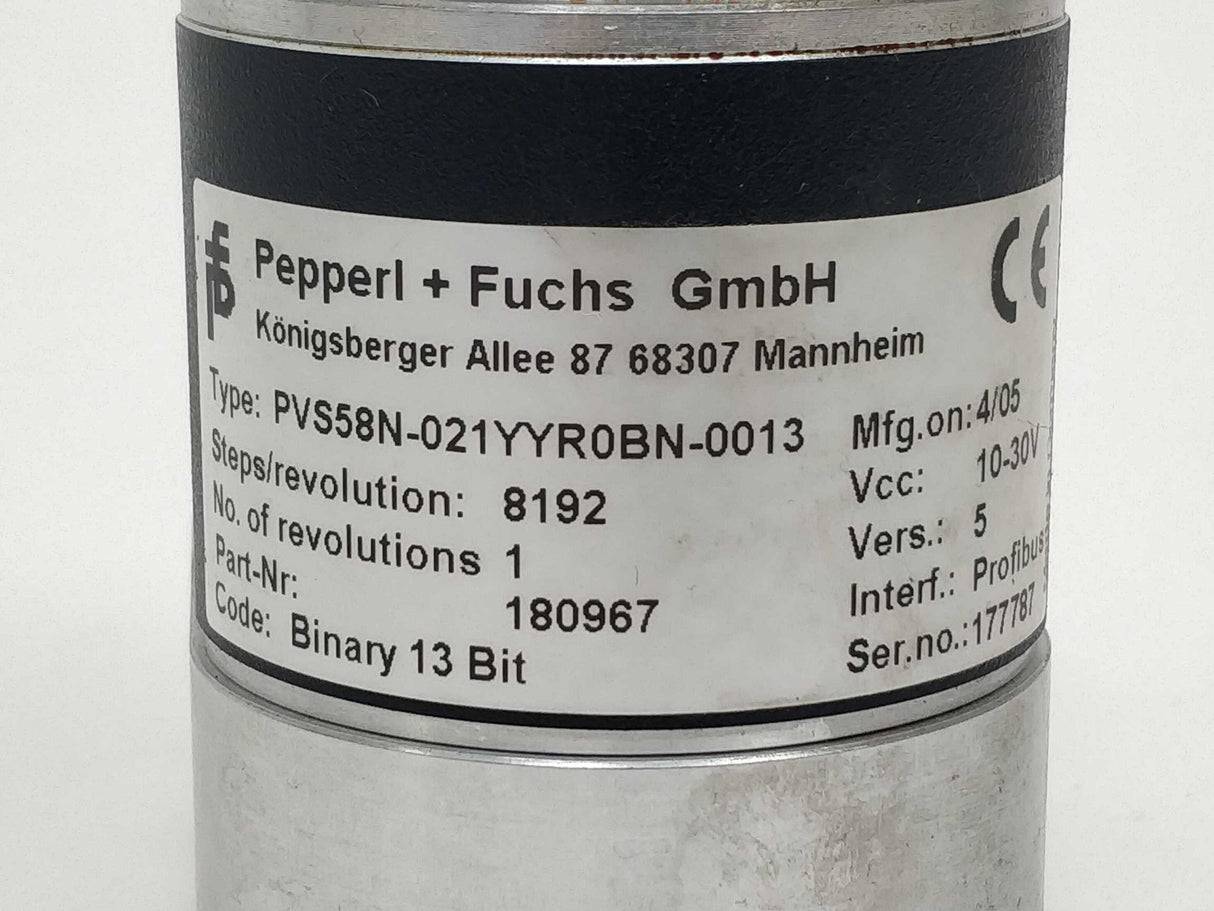 Pepperl + Fuchs GmbH
CE
Königsberger Allee 87 68307 Mannheim
Type: PVS58N-021YYR0BN-0013
Mfg.on: 4/05
Steps/revolution: 8192
Vcc: 10-30V
No. of revolutions 1
Vers.: 5
Part-Nr: 180967
Interf.: Profibus
Code: Binary 13 Bit
Ser.no.:177787